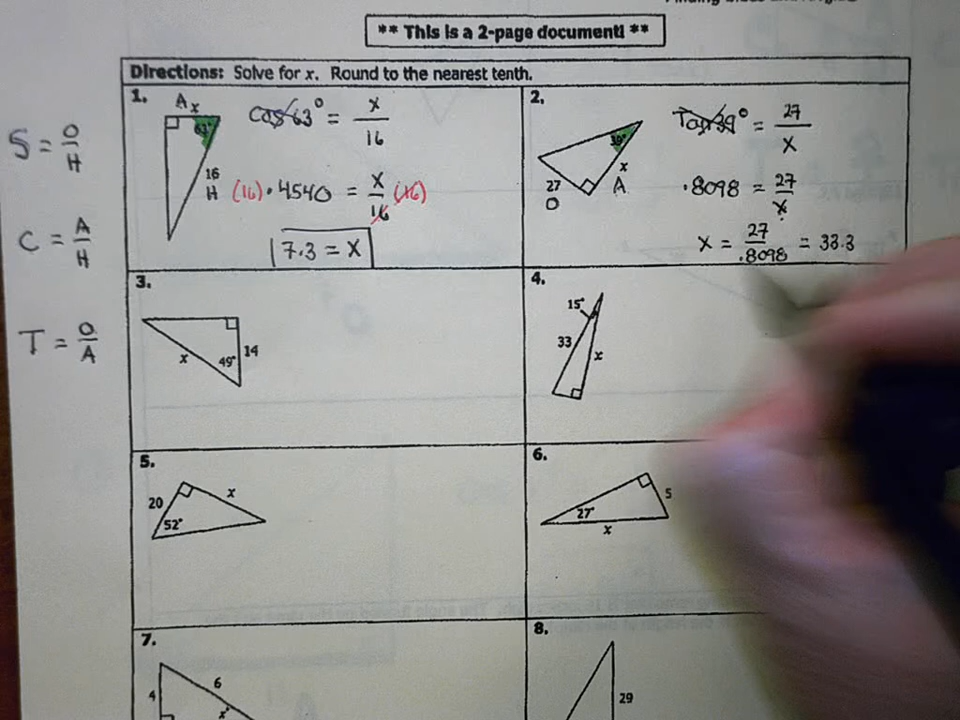 ** This is a 2-page document! **
Directions: Solve for x. Round to the nearest tenth.
S = O/H
C = A/H
T = O/A
1.
A x
63°
16
H
cos 63° = x/16
(16) .4540 = x/16 (16)
7.3 = x
2.
39°
x
A
27
O
Tan 39° = 27/x
.8098 = 27/x
x = 27/.8098 = 33.3
3.
x
49°
14
4.
15°
33
x
5.
20
x
52°
6.
5
27°
x
7.
4
6
x°
8.
29